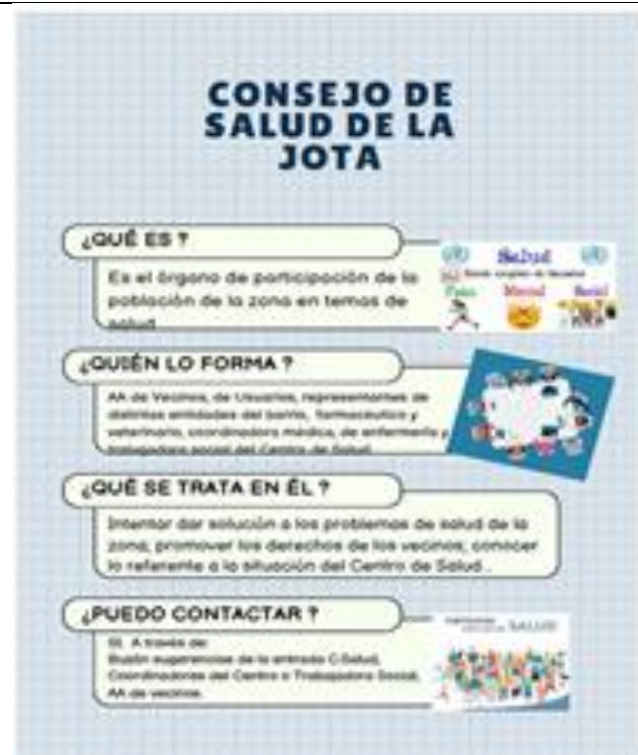 CONSEJO DE
SALUD DE LA
JOTA
¿QUÉ ES ?
Es el órgano de participación de la
población de la zona en temas de
salud
Salud
Mental
Social
¿QUIÉN LO FORMA ?
AA de Vecinos, de Usuarios, representantes de
distintas entidades del barrio, farmacéutico y
veterinario, coordinadora médica, de enfermería y
trabajadora social del Centro de Salud
¿QUÉ SE TRATA EN ÉL ?
Intentar dar solución a los problemas de salud de la
zona, promover los derechos de los vecinos, conocer
lo referente a la situación del Centro de Salud .
¿PUEDO CONTACTAR ?
SI. A través de:
Buzón sugerencias de la entrada C.Salud,
Coordinadores del Centro o Trabajadora Social,
AA de vecinos.
SALUD